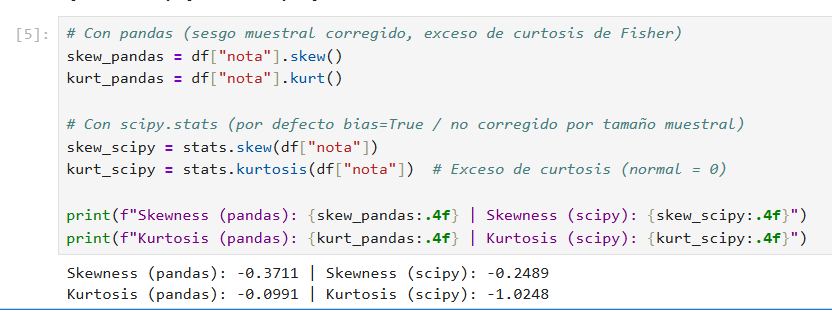 [5]:
# Con pandas (sesgo muestral corregido, exceso de curtosis de Fisher)
skew_pandas = df["nota"].skew()
kurt_pandas = df["nota"].kurt()
# Con scipy.stats (por defecto bias=True / no corregido por tamaño muestral)
skew_scipy = stats.skew(df["nota"])
kurt_scipy = stats.kurtosis(df["nota"])  # Exceso de curtosis (normal = 0)
print(f"Skewness (pandas): {skew_pandas:.4f} | Skewness (scipy): {skew_scipy:.4f}")
print(f"Kurtosis (pandas): {kurt_pandas:.4f} | Kurtosis (scipy): {kurt_scipy:.4f}")
Skewness (pandas): -0.3711 | Skewness (scipy): -0.2489
Kurtosis (pandas): -0.0991 | Kurtosis (scipy): -1.0248